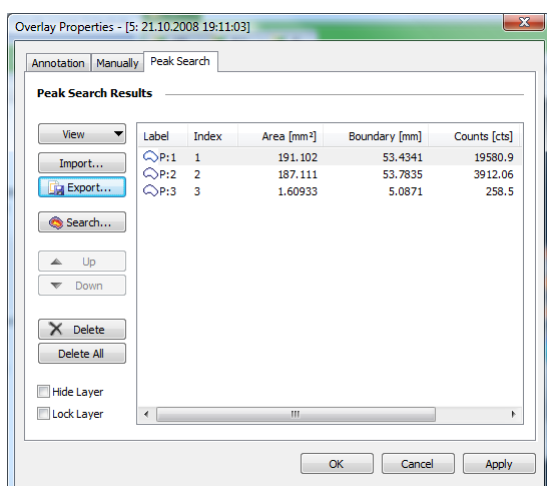 Overlay Properties - [5: 21.10.2008 19:11:03]
Annotation Manually Peak Search
Peak Search Results
View
Import...
Export...
Search...
Up
Down
Delete
Delete All
Hide Layer
Lock Layer
Label Index Area [mm²] Boundary [mm] Counts [cts]
P:1 1 191.102 53.4341 19580.9
P:2 2 187.111 53.7835 3912.06
P:3 3 1.60933 5.0871 258.5
OK Cancel Apply